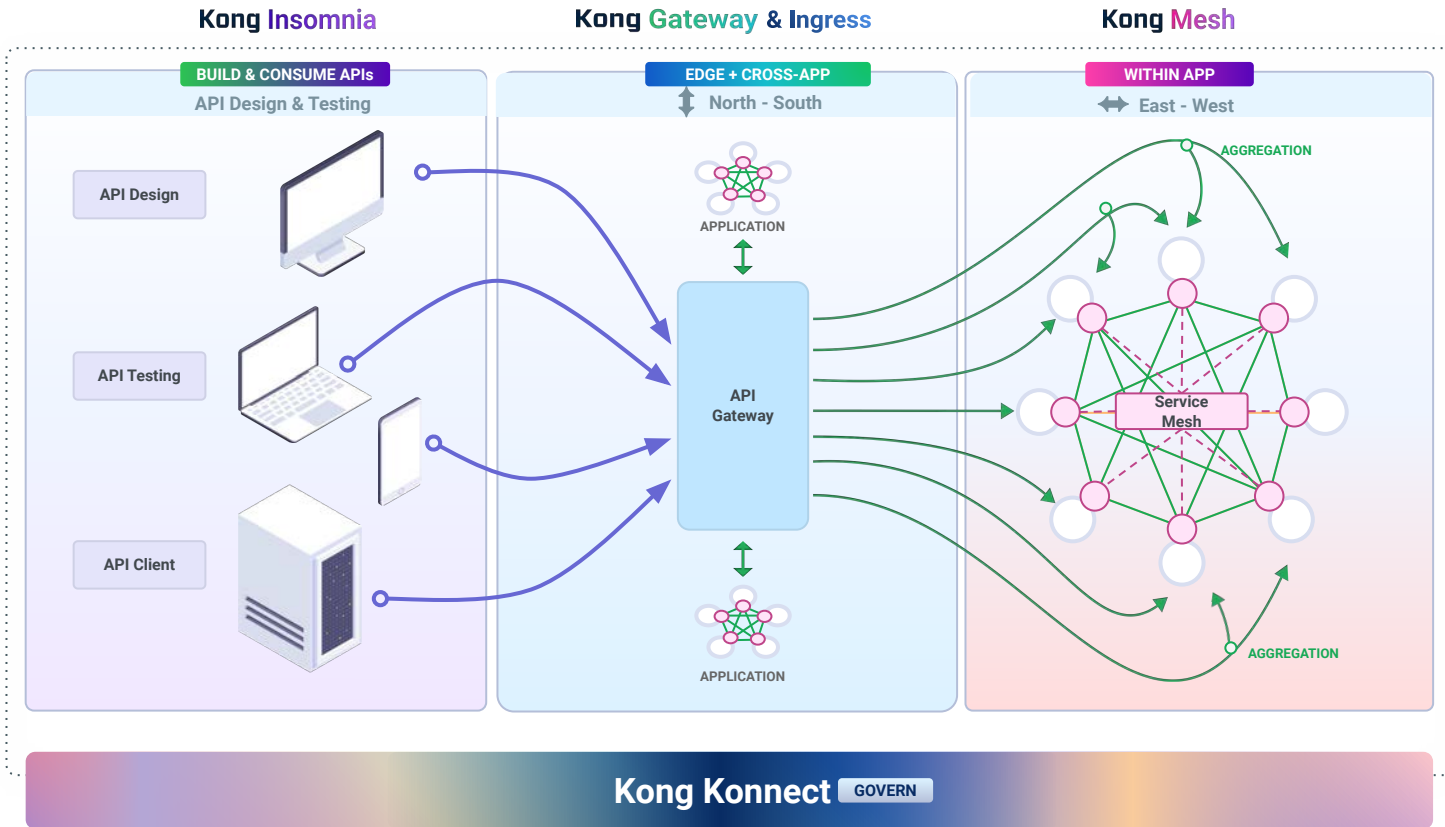 Kong Insomnia
Kong Gateway & Ingress
Kong Mesh
BUILD & CONSUME APIs
API Design & Testing
EDGE + CROSS-APP
North - South
WITHIN APP
East - West
API Design
API Testing
API Client
APPLICATION
API
Gateway
APPLICATION
AGGREGATION
Service
Mesh
AGGREGATION
Kong Konnect GOVERN